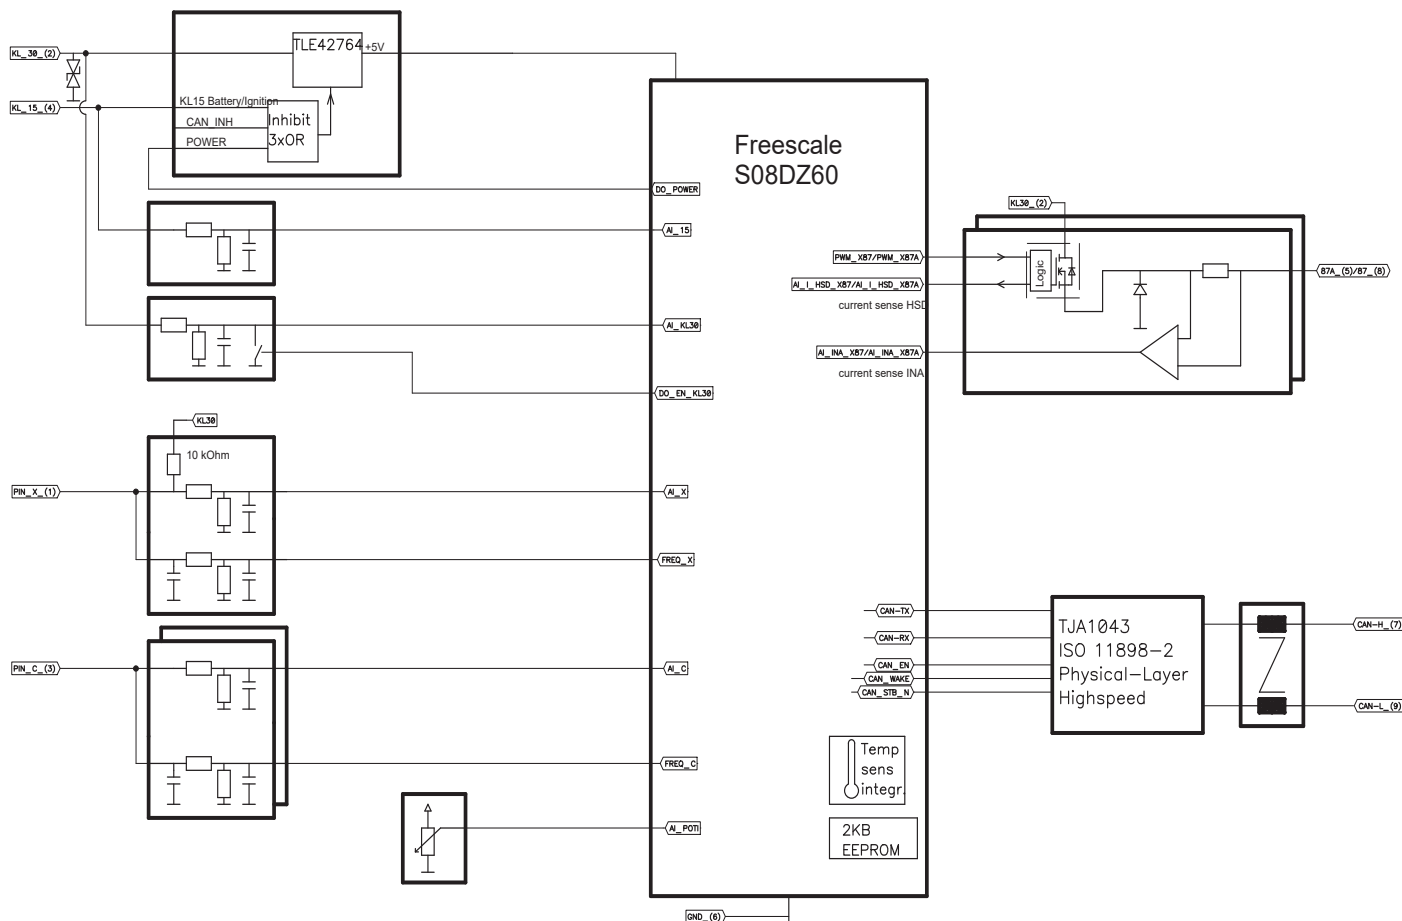 KL_30_(2)
TLE42764
+5V
KL_15_(4)
KL15 Battery/Ignition
CAN_INH
POWER
Inhibit
3xOR
Freescale
S08DZ60
DO_POWER
AI_15
KL30_(2)
PWM_X87/PWM_X87A
Logic
87A_(5)/87_(8)
AI_I_HSD_X87/AI_I_HSD_X87A
current sense HSD
AI_KL30
AI_INA_X87/AI_INA_X87A
current sense INA
DO_EN_KL30
KL30
10 kOhm
PIN_X_(1)
AI_X
FREQ_X
CAN-TX
CAN-RX
CAN_EN
CAN_WAKE
CAN_STB_N
TJA1043
ISO 11898-2
Physical-Layer
Highspeed
CAN-H_(7)
CAN-L_(9)
PIN_C_(3)
AI_C
FREQ_C
Temp
sens
integr.
AI_POTI
2KB
EEPROM
GND_(6)